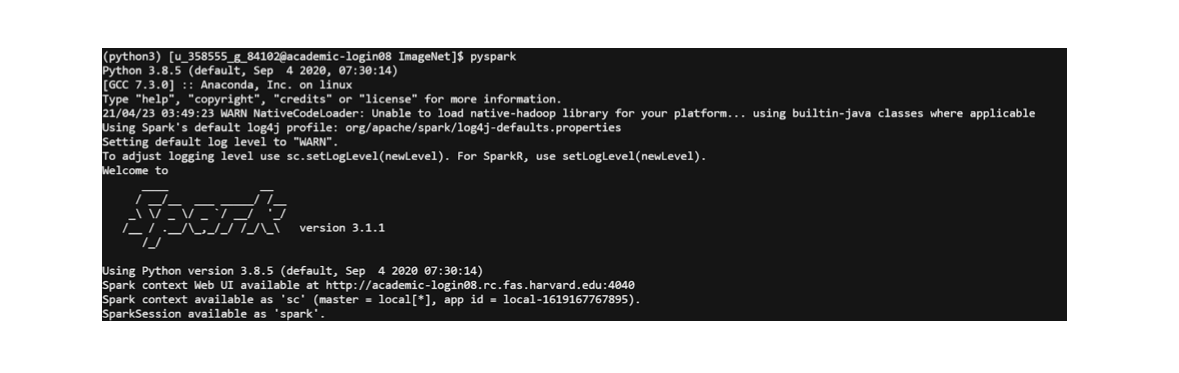 (python3) [u_358555_g_84102@academic-login08 ImageNet]$ pyspark
Python 3.8.5 (default, Sep  4 2020, 07:30:14)
[GCC 7.3.0] :: Anaconda, Inc. on linux
Type "help", "copyright", "credits" or "license" for more information.
21/04/23 03:49:23 WARN NativeCodeLoader: Unable to load native-hadoop library for your platform... using builtin-java classes where applicable
Using Spark's default log4j profile: org/apache/spark/log4j-defaults.properties
Setting default log level to "WARN".
To adjust logging level use sc.setLogLevel(newLevel). For SparkR, use setLogLevel(newLevel).
Welcome to
Spark version 3.1.1
Using Python version 3.8.5 (default, Sep  4 2020 07:30:14)
Spark context Web UI available at http://academic-login08.rc.fas.harvard.edu:4040
Spark context available as 'sc' (master = local[*], app id = local-1619167767895).
SparkSession available as 'spark'.